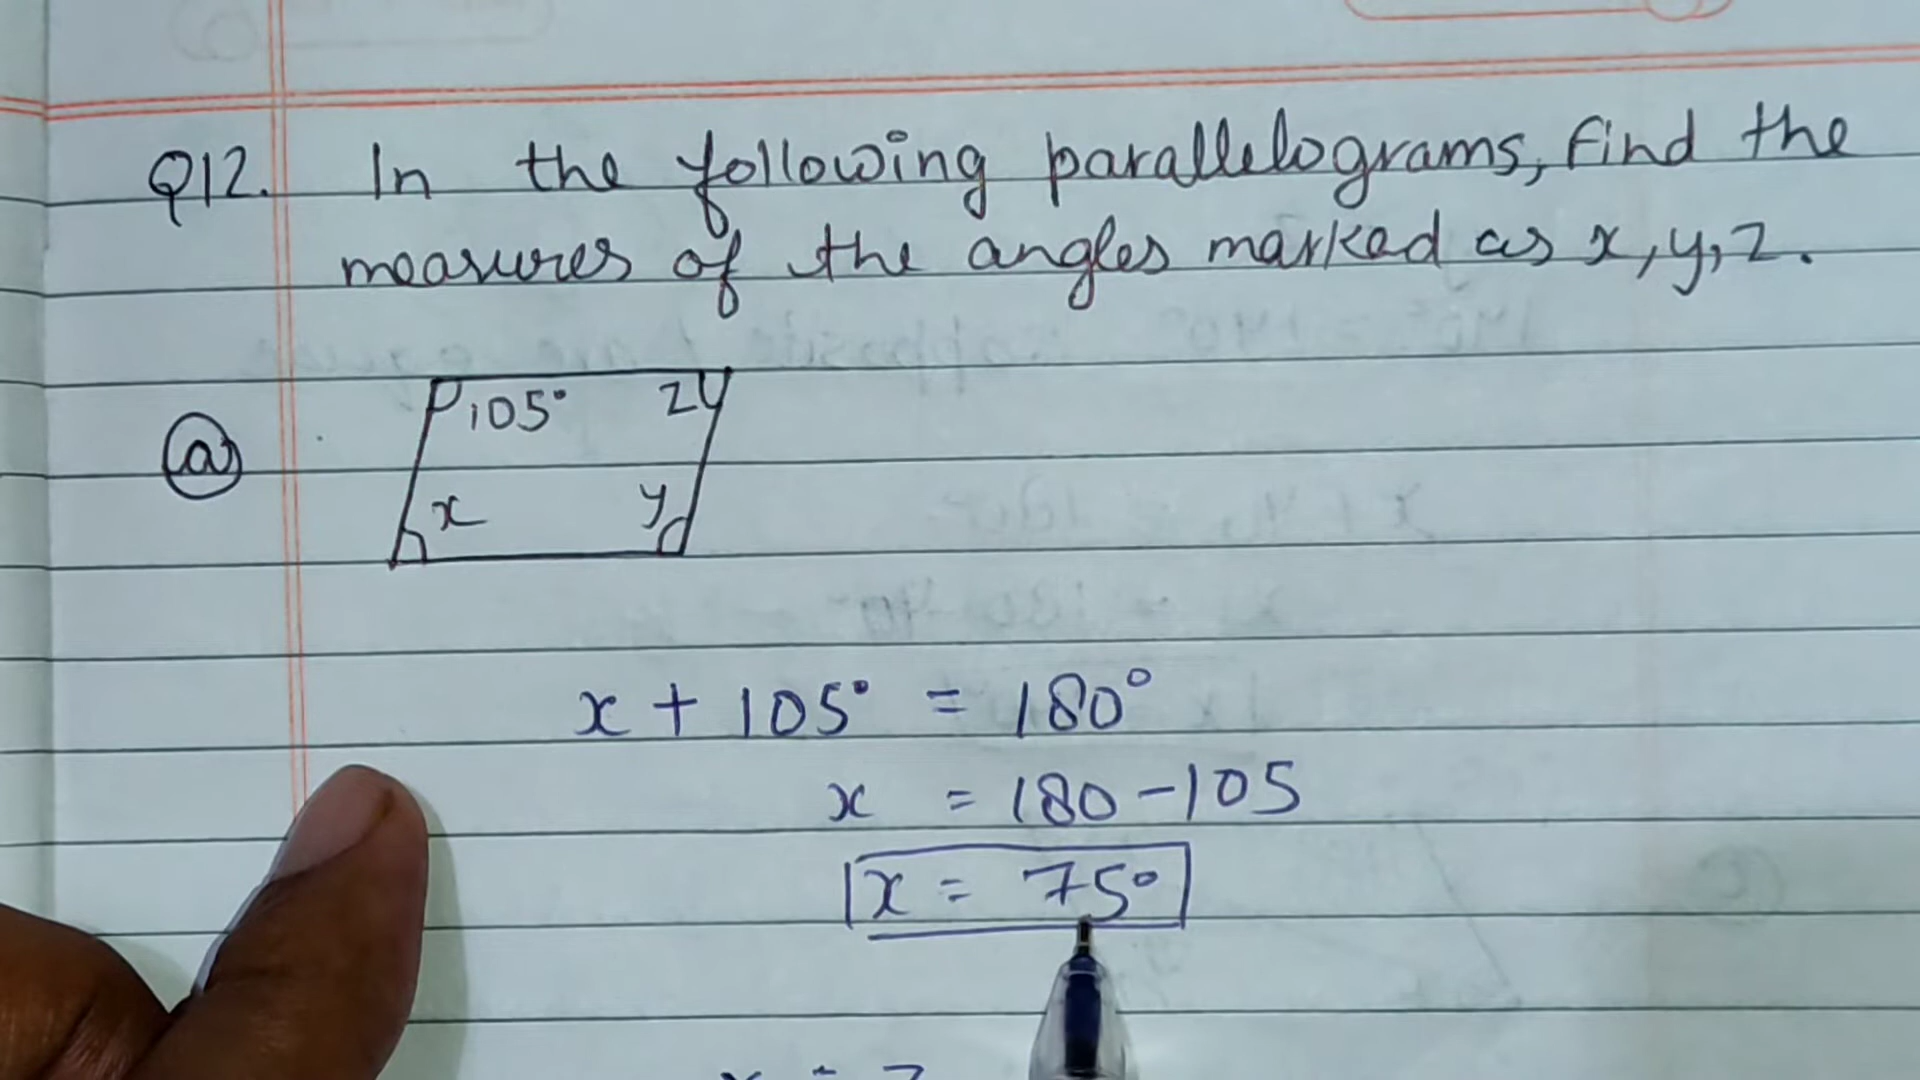 Q12. In the following parallelograms, find the
measures of the angles marked as x, y, z.
(a)
105° z
x y
x + 105° = 180°
x = 180 - 105
x = 75°